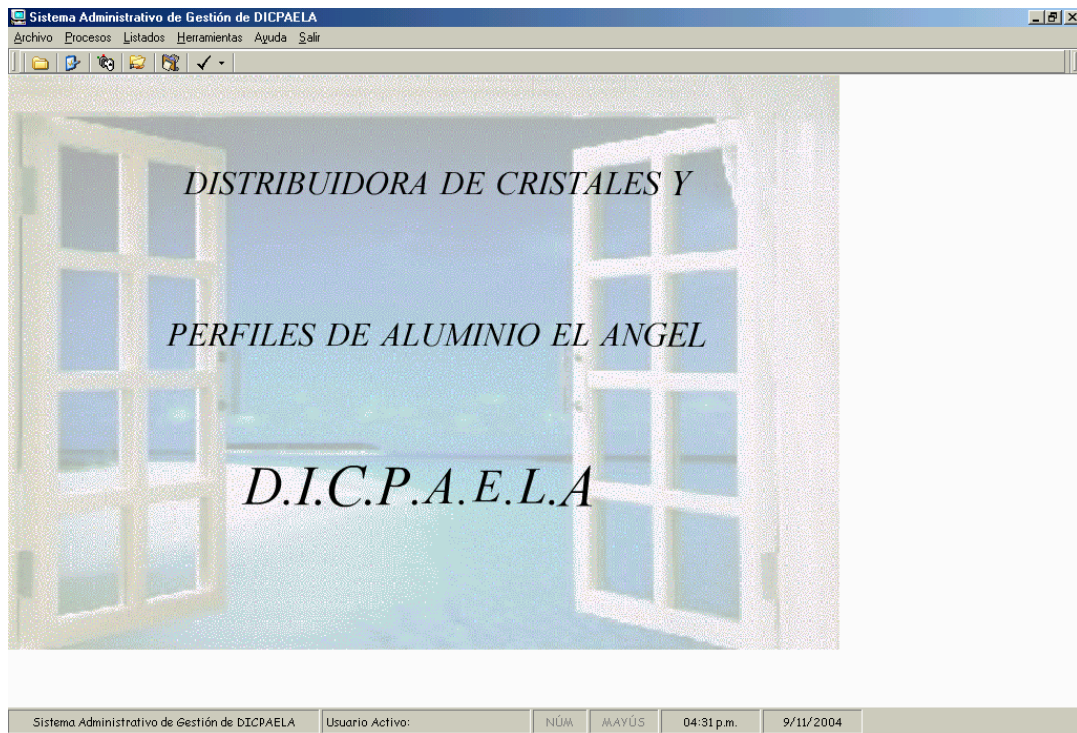 Sistema Administrativo de Gestión de DICPAELA
Archivo Procesos Listados Herramientas Ayuda Salir
DISTRIBUIDORA DE CRISTALES Y
PERFILES DE ALUMINIO EL ANGEL
D.I.C.P.A.E.L.A
Sistema Administrativo de Gestión de DICPAELA Usuario Activo: NÚM MAYÚS 04:31 p.m. 9/11/2004